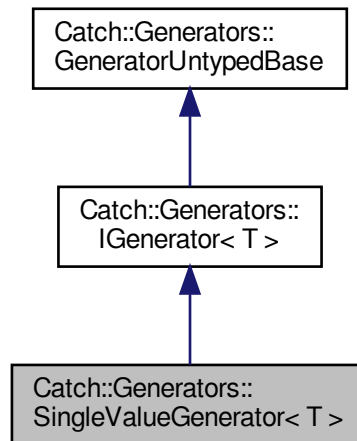 Catch::Generators::
GeneratorUntypedBase
Catch::Generators::
IGenerator< T >
Catch::Generators::
SingleValueGenerator< T >